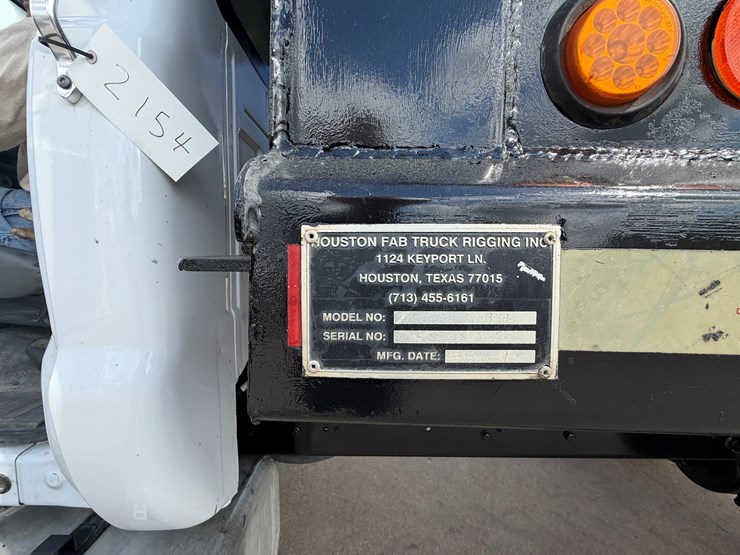 2154
HOUSTON FAB TRUCK RIGGING INC
1124 KEYPORT LN.
HOUSTON, TEXAS 77015
(713) 455-6161
MODEL NO:
SERIAL NO:
MFG. DATE: